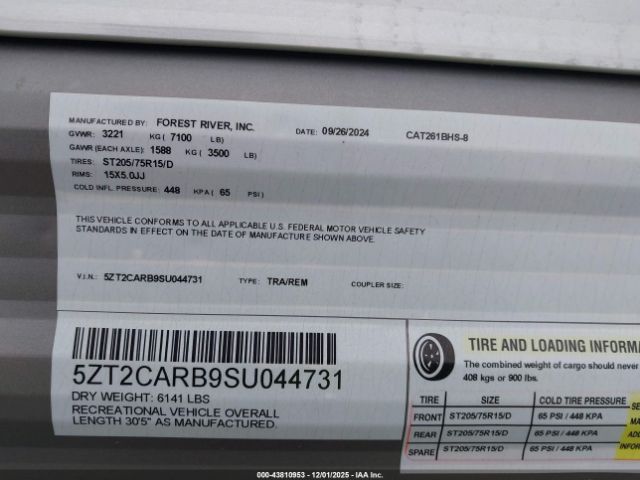 MANUFACTURED BY: FOREST RIVER, INC. DATE: 09/26/2024 CAT261BHS-8
GVWR: 3221 KG ( 7100 LB)
GAWR (EACH AXLE): 1588 KG ( 3500 LB)
TIRES: ST205/75R15/D
RIMS: 15X5.0JJ
COLD INFL. PRESSURE: 448 KPA ( 65 PSI )
THIS VEHICLE CONFORMS TO ALL APPLICABLE U.S. FEDERAL MOTOR VEHICLE SAFETY
STANDARDS IN EFFECT ON THE DATE OF MANUFACTURE SHOWN ABOVE.
V.I.N.: 5ZT2CARB9SU044731 TYPE: TRA/REM COUPLER SIZE:
5ZT2CARB9SU044731
DRY WEIGHT: 6141 LBS
RECREATIONAL VEHICLE OVERALL
LENGTH 30'5" AS MANUFACTURED.
TIRE AND LOADING INFORMA
The combined weight of cargo should never
408 kgs or 900 lbs.
TIRE SIZE COLD TIRE PRESSURE
FRONT ST205/75R15/D 65 PSI / 448 KPA
REAR ST205/75R15/D 65 PSI / 448 KPA
SPARE ST205/75R15/D 65 PSI / 448 KPA
SE
MA
ADD
INFOR
000-43810953 - 12/01/2025 - IAA Inc.